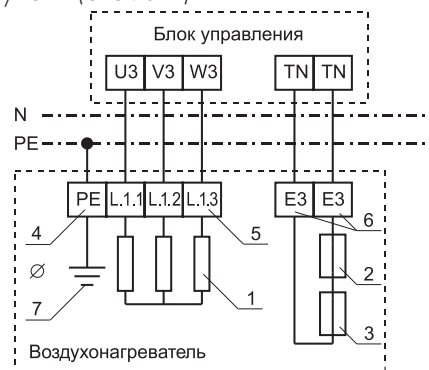 Блок управления
U3 V3 W3 TN TN
N
PE
PE L.1.1 L.1.2 L.1.3 E3 E3
4 5 6
⌀ 2
7 1 3
Воздухонагреватель